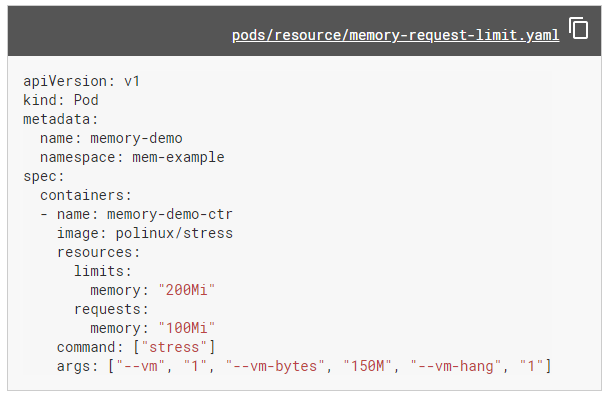 pods/resource/memory-request-limit.yaml
apiVersion: v1
kind: Pod
metadata:
  name: memory-demo
  namespace: mem-example
spec:
  containers:
  - name: memory-demo-ctr
    image: polinux/stress
    resources:
      limits:
        memory: "200Mi"
      requests:
        memory: "100Mi"
    command: ["stress"]
    args: ["--vm", "1", "--vm-bytes", "150M", "--vm-hang", "1"]